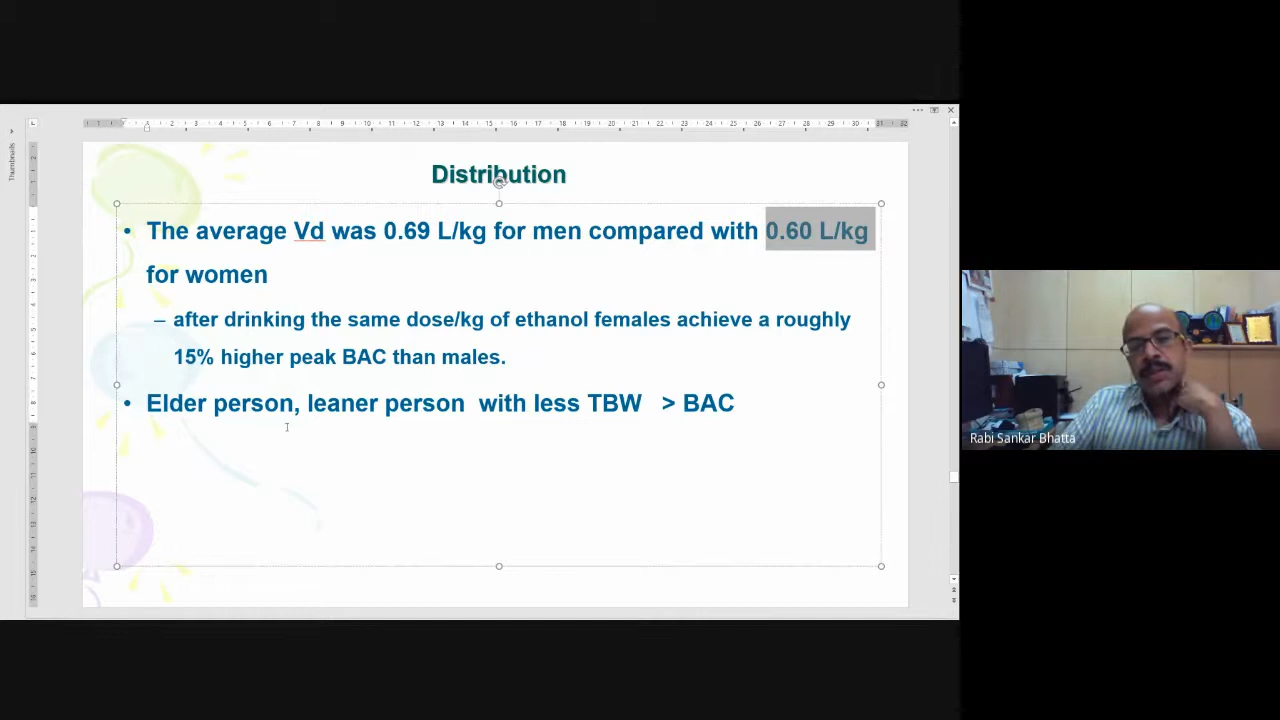 Thumbnails
Distribution
• The average Vd was 0.69 L/kg for men compared with 0.60 L/kg
for women
– after drinking the same dose/kg of ethanol females achieve a roughly
15% higher peak BAC than males.
• Elder person, leaner person with less TBW > BAC
Rabi Sankar Bhatta